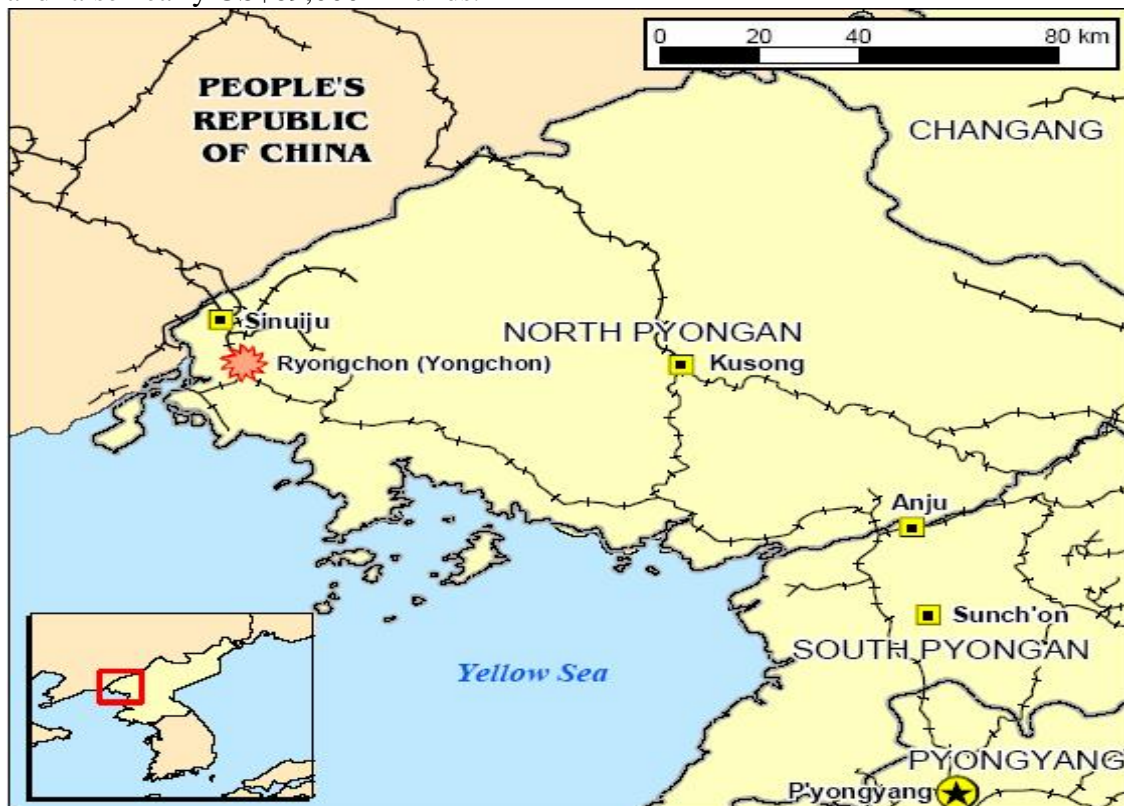 0 20 40 80 km
PEOPLE'S
REPUBLIC
OF CHINA
CHANGANG
Sinuiju
NORTH PYONGAN
Ryongchon (Yongchon)
Kusong
Anju
Sunch'on
SOUTH PYONGAN
Yellow Sea
PYONGYANG
P'yongyang